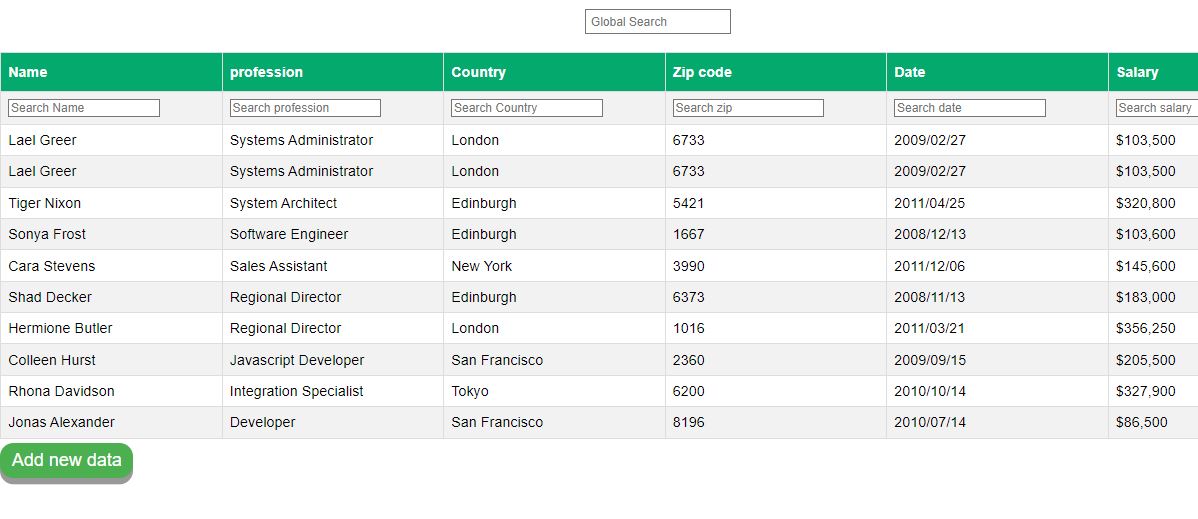 Global Search
Name profession Country Zip code Date Salary
Search Name Search profession Search Country Search zip Search date Search salary
Lael Greer Systems Administrator London 6733 2009/02/27 $103,500
Lael Greer Systems Administrator London 6733 2009/02/27 $103,500
Tiger Nixon System Architect Edinburgh 5421 2011/04/25 $320,800
Sonya Frost Software Engineer Edinburgh 1667 2008/12/13 $103,600
Cara Stevens Sales Assistant New York 3990 2011/12/06 $145,600
Shad Decker Regional Director Edinburgh 6373 2008/11/13 $183,000
Hermione Butler Regional Director London 1016 2011/03/21 $356,250
Colleen Hurst Javascript Developer San Francisco 2360 2009/09/15 $205,500
Rhona Davidson Integration Specialist Tokyo 6200 2010/10/14 $327,900
Jonas Alexander Developer San Francisco 8196 2010/07/14 $86,500
Add new data